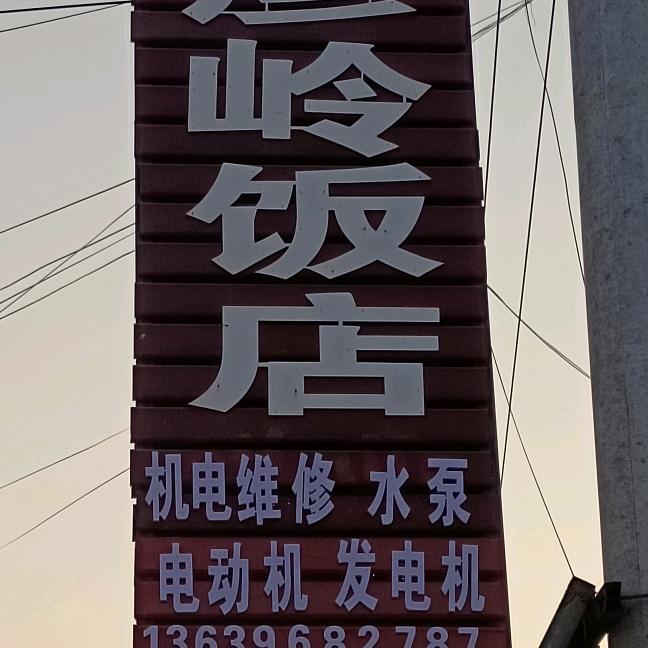 岭
饭
店
机电维修 水泵
电动机 发电机
13639682787